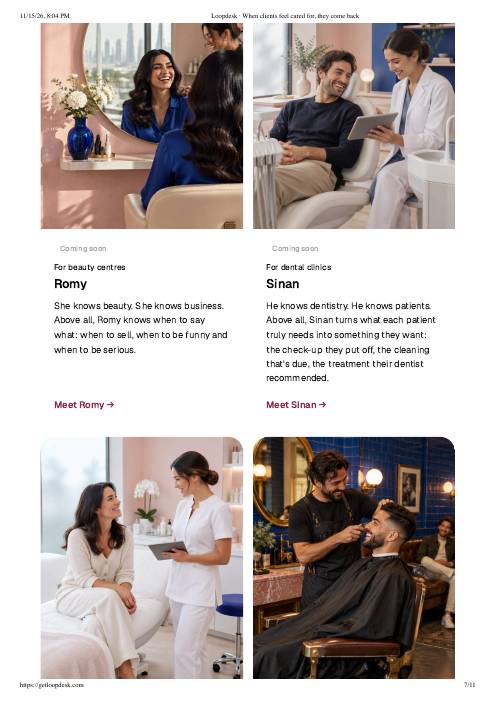 11/15/26, 8:04 PM
Loopdesk · When clients feel cared for, they come back
Coming soon
For beauty centres
Romy
She knows beauty. She knows business.
Above all, Romy knows when to say
what: when to sell, when to be funny and
when to be serious.
Meet Romy →
Coming soon
For dental clinics
Sinan
He knows dentistry. He knows patients.
Above all, Sinan turns what each patient
truly needs into something they want:
the check-up they put off, the cleaning
that's due, the treatment their dentist
recommended.
Meet Sinan →
https://getloopdesk.com
7/11